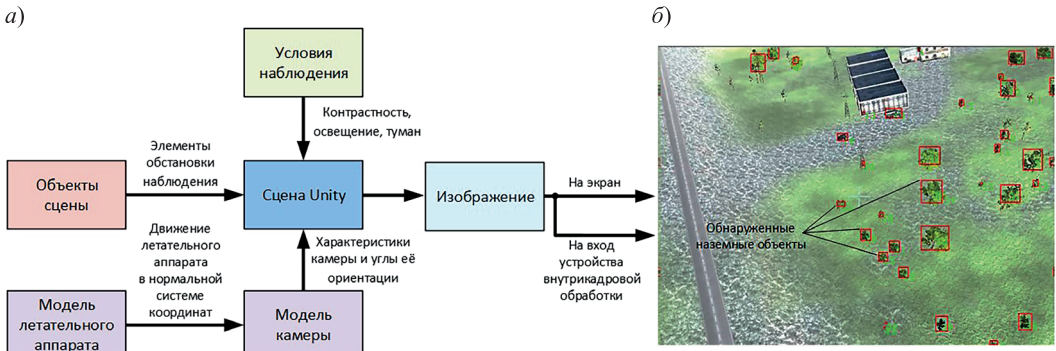 а)
Условия
наблюдения
Контрастность,
освещение, туман
Элементы
обстановки
наблюдения
Объекты
сцены
Сцена Unity
Изображение
На экран
На вход
устройства
внутрикадровой
обработки
Движение
летательного
аппарата
в нормальной
системе
координат
Характеристики
камеры и углы её
ориентации
Модель
летательного
аппарата
Модель
камеры
б)
Обнаруженные
наземные объекты